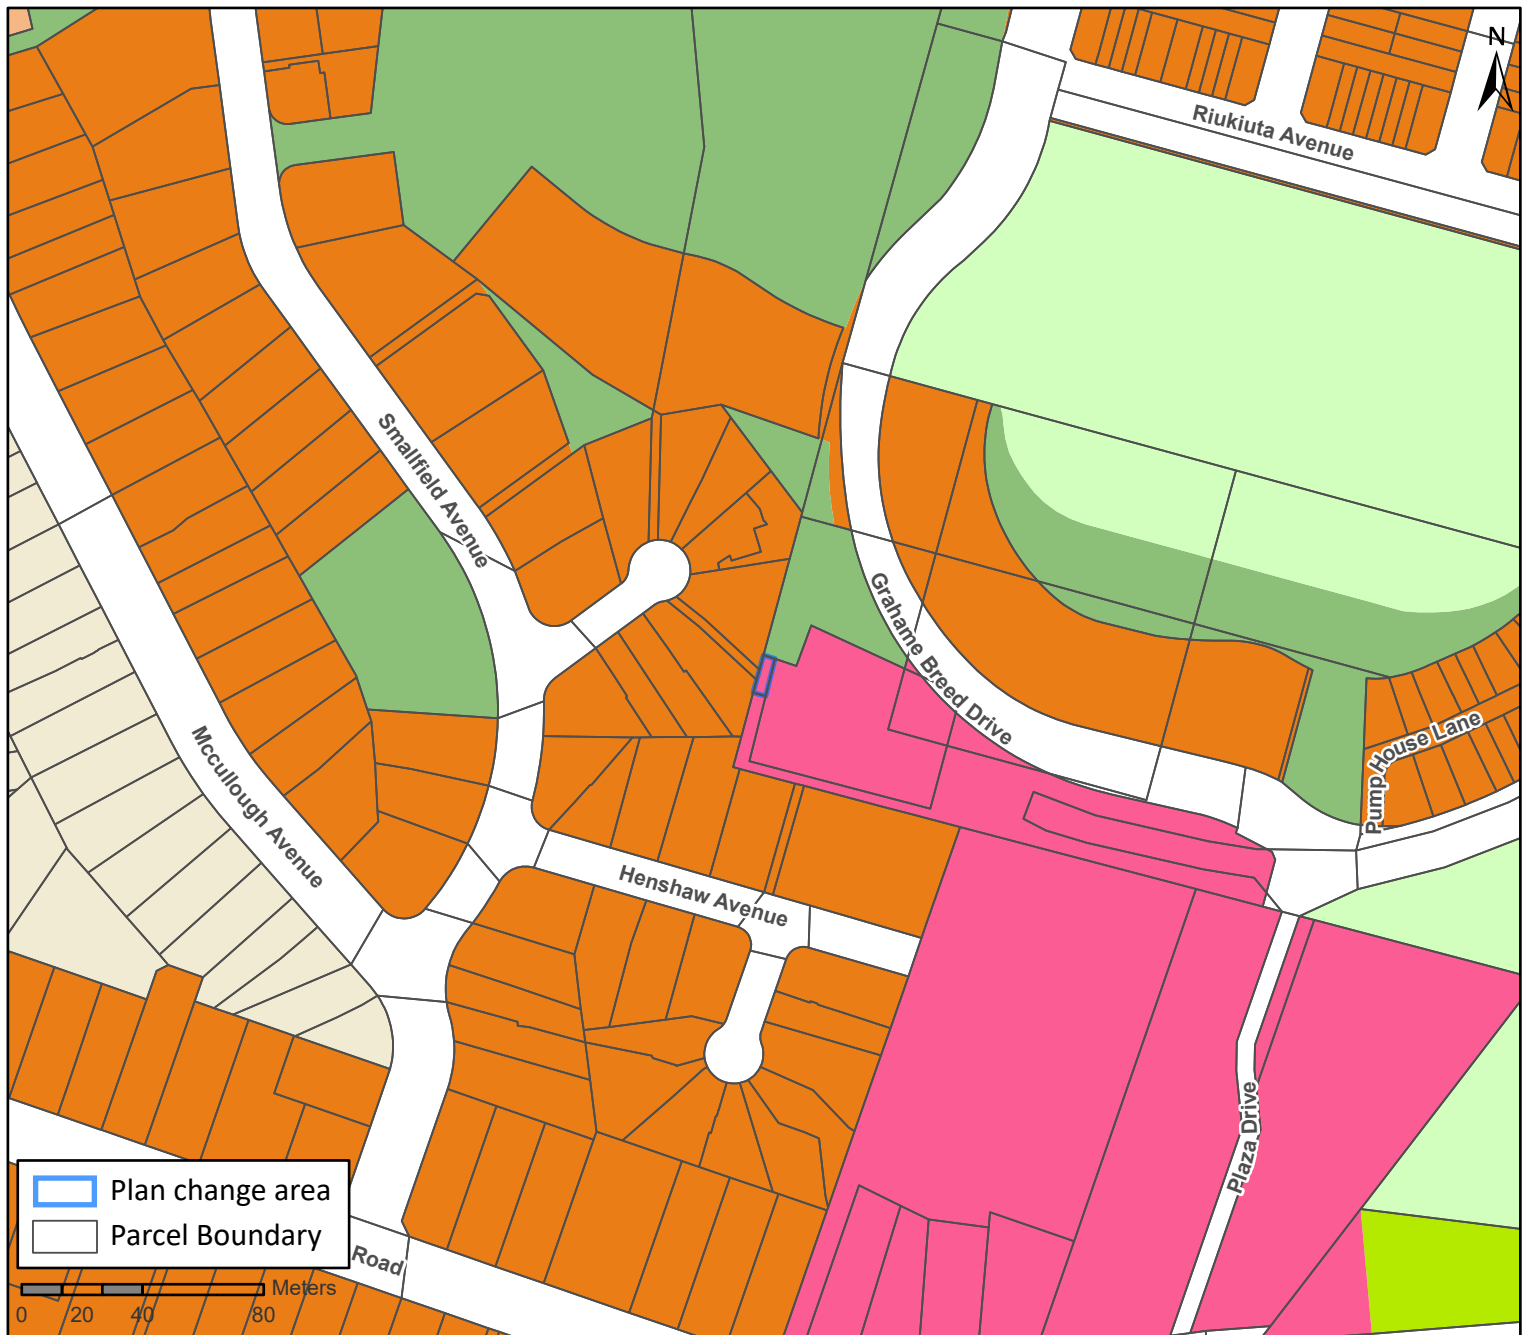 N
Riukiuta Avenue
Smallfield Avenue
Grahame Breed Drive
Pump House Lane
Mccullough Avenue
Henshaw Avenue
Plaza Drive
Plan change area
Parcel Boundary
Road
Meters
0 20 40 80